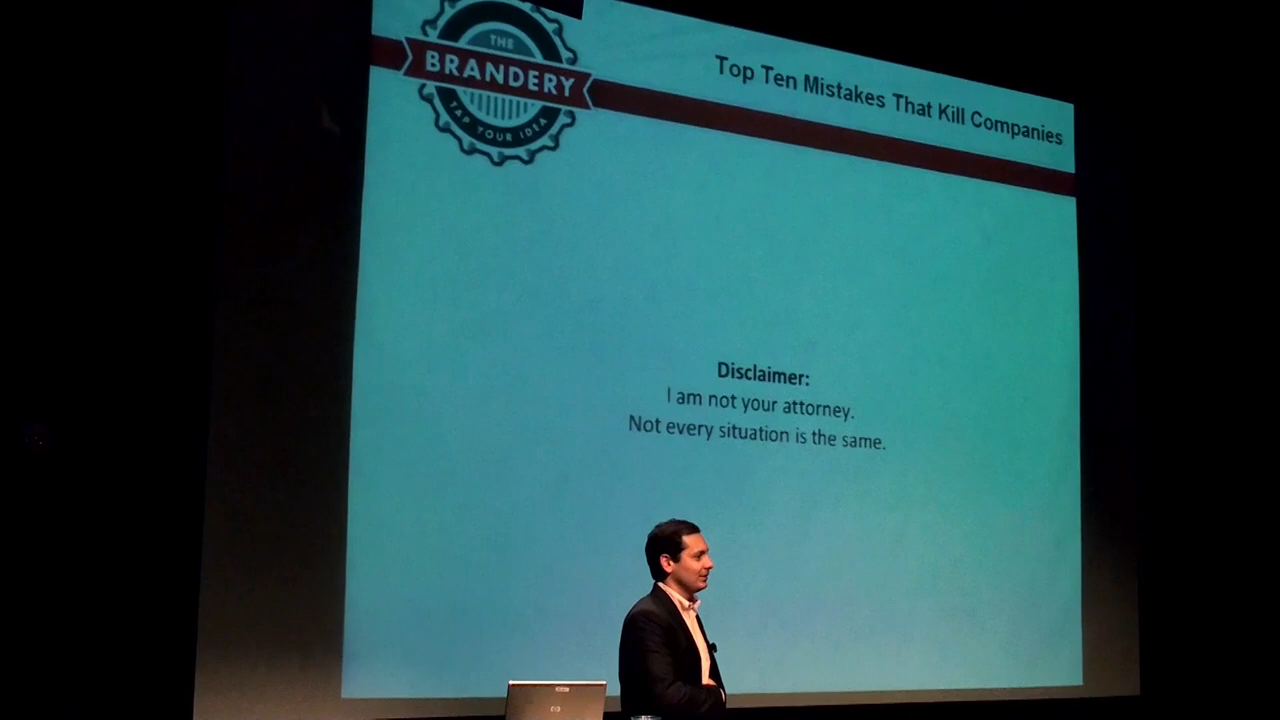 THE
BRANDERY
TAP YOUR IDEA
Top Ten Mistakes That Kill Companies
Disclaimer:
I am not your attorney.
Not every situation is the same.
hp